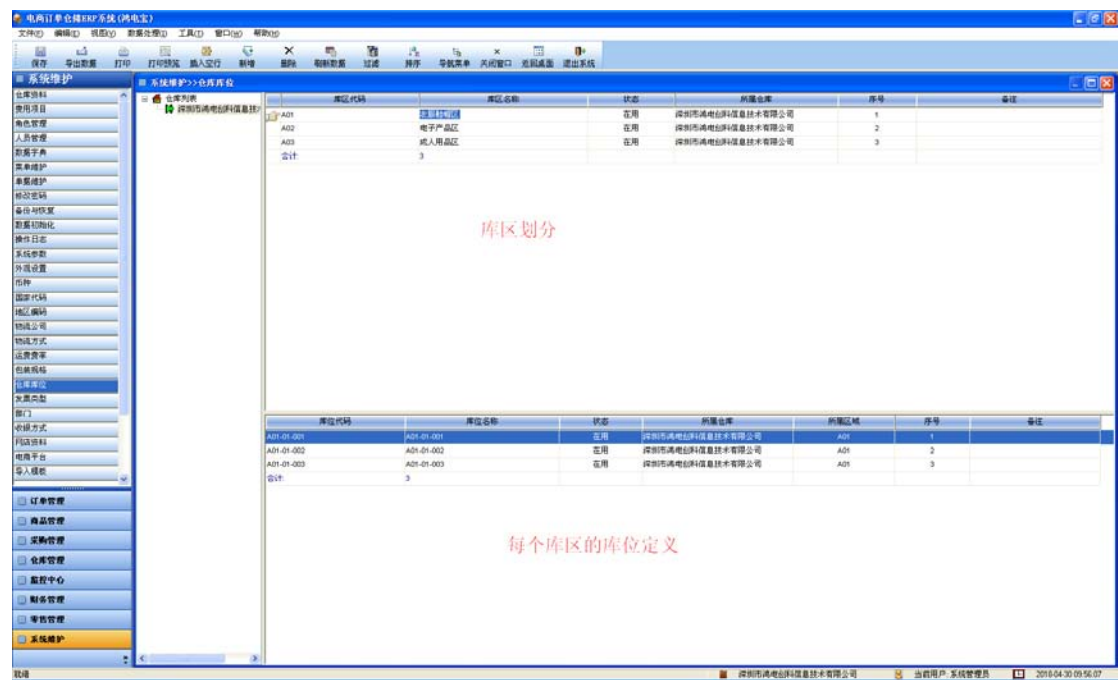 电商订单仓储ERP系统(鸿电宝)
文件(F) 编辑(E) 视图(V) 数据处理(D) 工具(T) 窗口(W) 帮助(H)
保存 导出数据 打印 打印预览 插入空行 新增 删除 刷新数据 过滤 排序 导航菜单 关闭窗口 返回桌面 退出系统
系统维护
仓库资料
费用项目
角色管理
人员管理
数据字典
菜单维护
单据维护
修改密码
备份与恢复
数据初始化
操作日志
系统参数
外观设置
币种
国家代码
地区编码
物流公司
物流方式
运费费率
包装规格
仓库库位
发票类型
部门
收银方式
网店资料
电商平台
导入模板
订单管理
商品管理
采购管理
仓库管理
监控中心
财务管理
零售管理
系统维护
系统维护>>仓库库位
仓库列表
深圳市鸿电创科信息技
库区代码 库区名称 状态 所属仓库 序号 备注
A01 在用 深圳市鸿电创科信息技术有限公司 1
A02 电子产品区 在用 深圳市鸿电创科信息技术有限公司 2
A03 成人用品区 在用 深圳市鸿电创科信息技术有限公司 3
合计: 3
库区划分
库位代码 库位名称 状态 所属仓库 所属区域 序号 备注
A01-01-001 A01-01-001 在用 深圳市鸿电创科信息技术有限公司 A01 1
A01-01-002 A01-01-002 在用 深圳市鸿电创科信息技术有限公司 A01 2
A01-01-003 A01-01-003 在用 深圳市鸿电创科信息技术有限公司 A01 3
合计: 3
每个库区的库位定义
就绪 深圳市鸿电创科信息技术有限公司 当前用户:系统管理员 2018-04-30 09:56:07